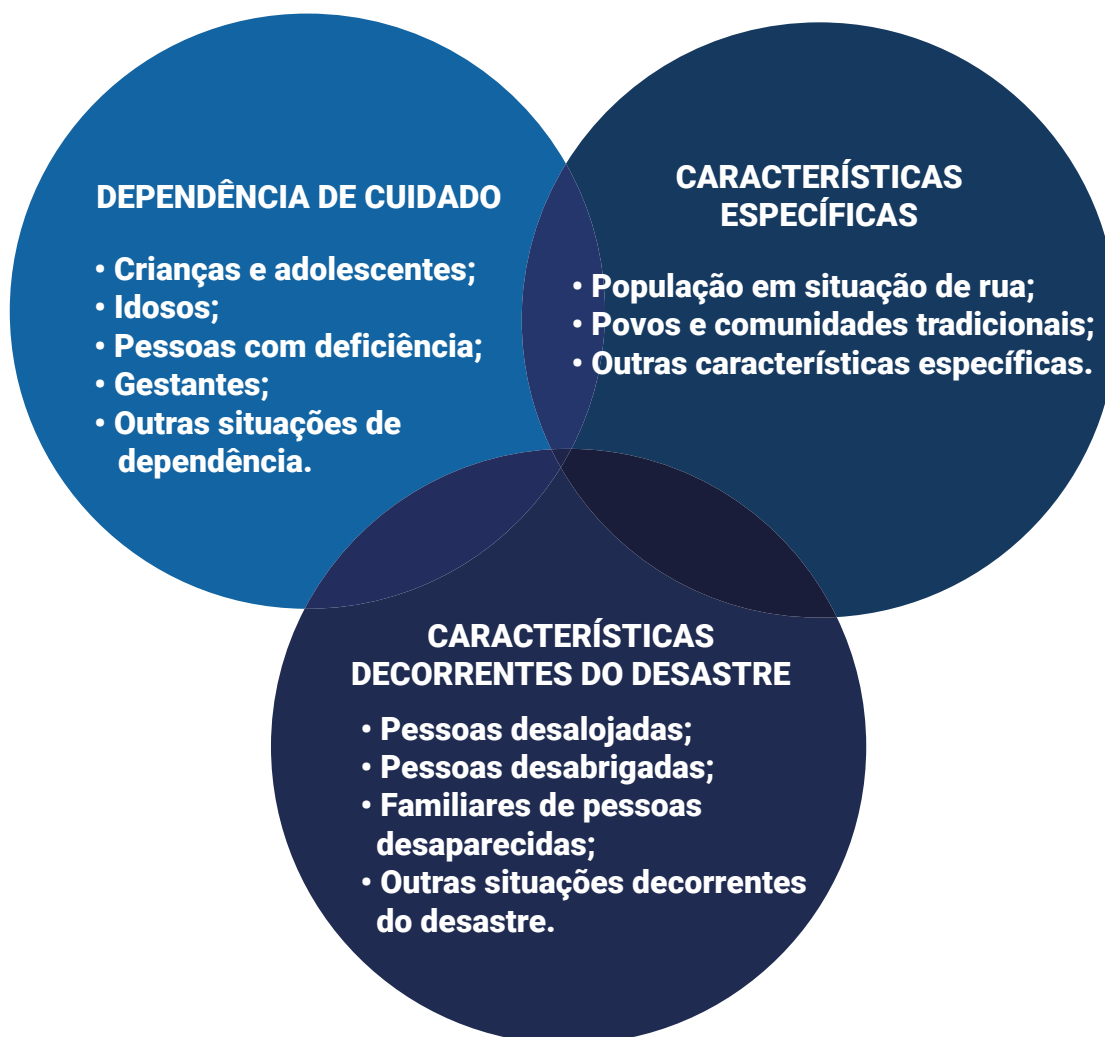 DEPENDÊNCIA DE CUIDADO
• Crianças e adolescentes;
• Idosos;
• Pessoas com deficiência;
• Gestantes;
• Outras situações de
dependência.
CARACTERÍSTICAS
ESPECÍFICAS
• População em situação de rua;
• Povos e comunidades tradicionais;
• Outras características específicas.
CARACTERÍSTICAS
DECORRENTES DO DESASTRE
• Pessoas desalojadas;
• Pessoas desabrigadas;
• Familiares de pessoas
desaparecidas;
• Outras situações decorrentes
do desastre.